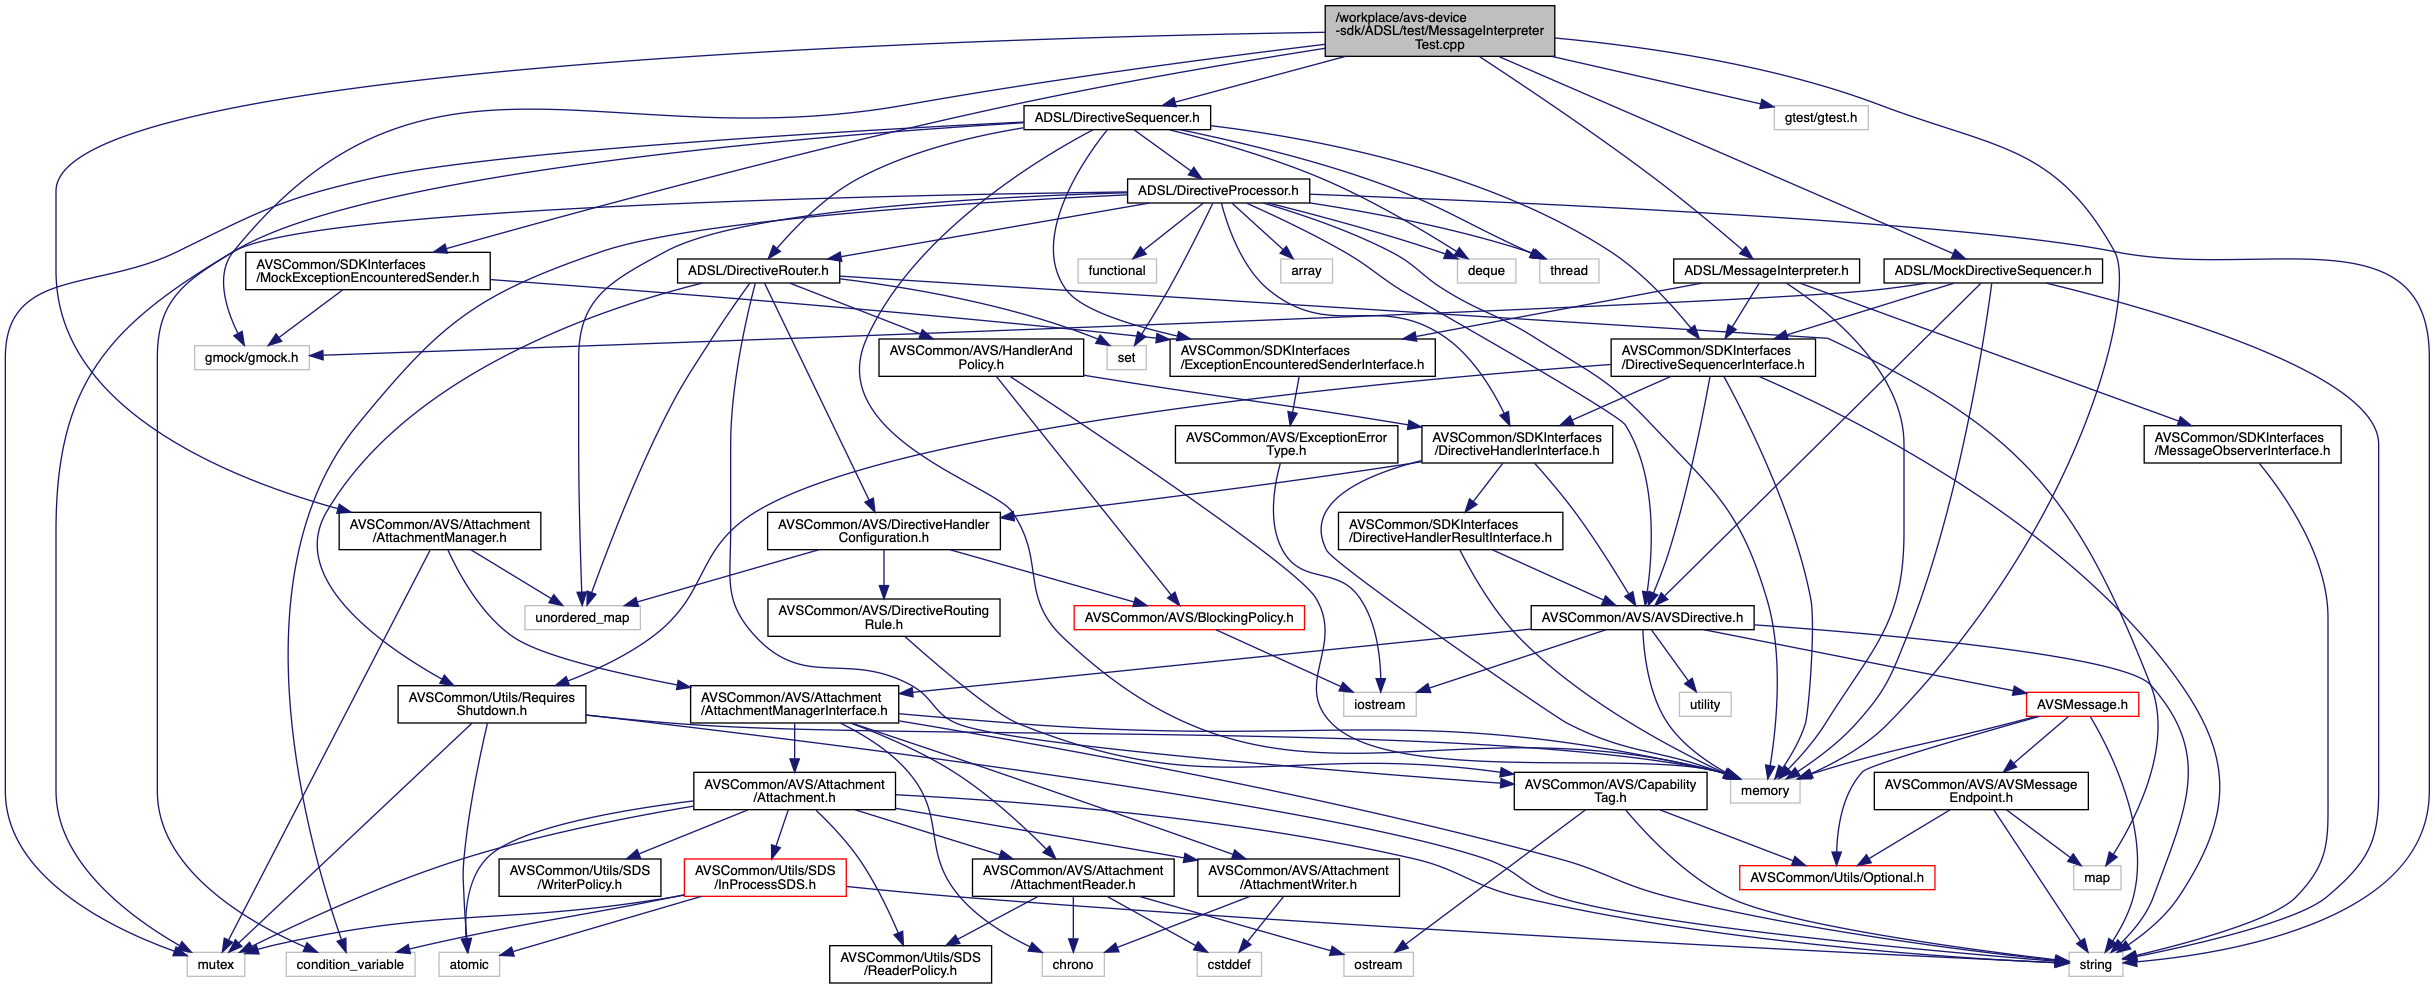 /workplace/avs-device
-sdk/ADSL/test/MessageInterpreter
Test.cpp
ADSL/DirectiveSequencer.h
gtest/gtest.h
ADSL/DirectiveProcessor.h
AVSCommon/SDKInterfaces
/MockExceptionEncounteredSender.h
ADSL/DirectiveRouter.h
functional
array
deque
thread
ADSL/MessageInterpreter.h
ADSL/MockDirectiveSequencer.h
gmock/gmock.h
AVSCommon/AVS/HandlerAnd
Policy.h
set
AVSCommon/SDKInterfaces
/ExceptionEncounteredSenderInterface.h
AVSCommon/SDKInterfaces
/DirectiveSequencerInterface.h
AVSCommon/AVS/ExceptionError
Type.h
AVSCommon/SDKInterfaces
/DirectiveHandlerInterface.h
AVSCommon/SDKInterfaces
/MessageObserverInterface.h
AVSCommon/AVS/Attachment
/AttachmentManager.h
AVSCommon/AVS/DirectiveHandler
Configuration.h
AVSCommon/SDKInterfaces
/DirectiveHandlerResultInterface.h
unordered_map
AVSCommon/AVS/DirectiveRouting
Rule.h
AVSCommon/AVS/BlockingPolicy.h
AVSCommon/AVS/AVSDirective.h
AVSCommon/Utils/Requires
Shutdown.h
AVSCommon/AVS/Attachment
/AttachmentManagerInterface.h
iostream
utility
AVSMessage.h
AVSCommon/AVS/Attachment
/Attachment.h
AVSCommon/AVS/Capability
Tag.h
memory
AVSCommon/AVS/AVSMessage
Endpoint.h
AVSCommon/Utils/SDS
/WriterPolicy.h
AVSCommon/Utils/SDS
/InProcessSDS.h
AVSCommon/AVS/Attachment
/AttachmentReader.h
AVSCommon/AVS/Attachment
/AttachmentWriter.h
AVSCommon/Utils/Optional.h
map
mutex
condition_variable
atomic
AVSCommon/Utils/SDS
/ReaderPolicy.h
chrono
cstddef
ostream
string